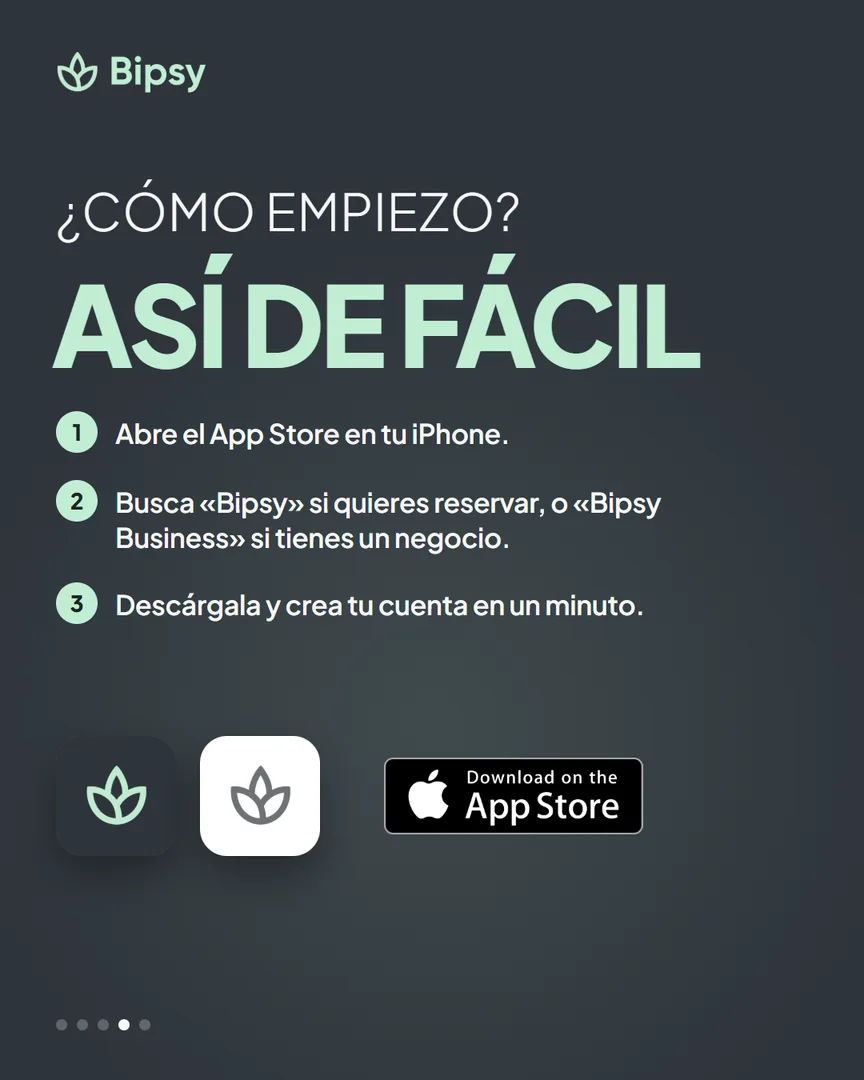 Bipsy
¿CÓMO EMPIEZO?
ASÍ DE FÁCIL
1 Abre el App Store en tu iPhone.
2 Busca «Bipsy» si quieres reservar, o «Bipsy
Business» si tienes un negocio.
3 Descárgala y crea tu cuenta en un minuto.
Download on the
App Store